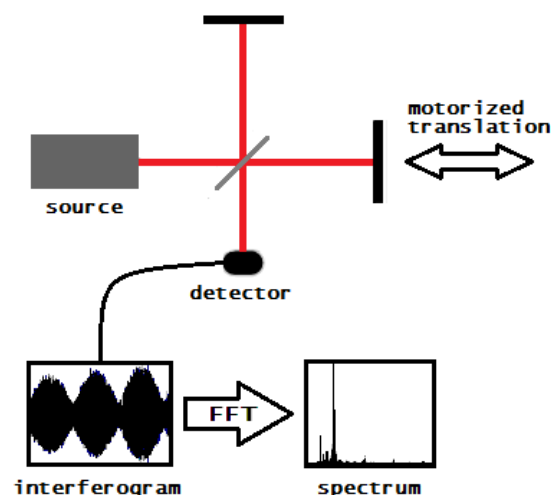 motorized
translation
source
detector
FFT
interferogram
spectrum